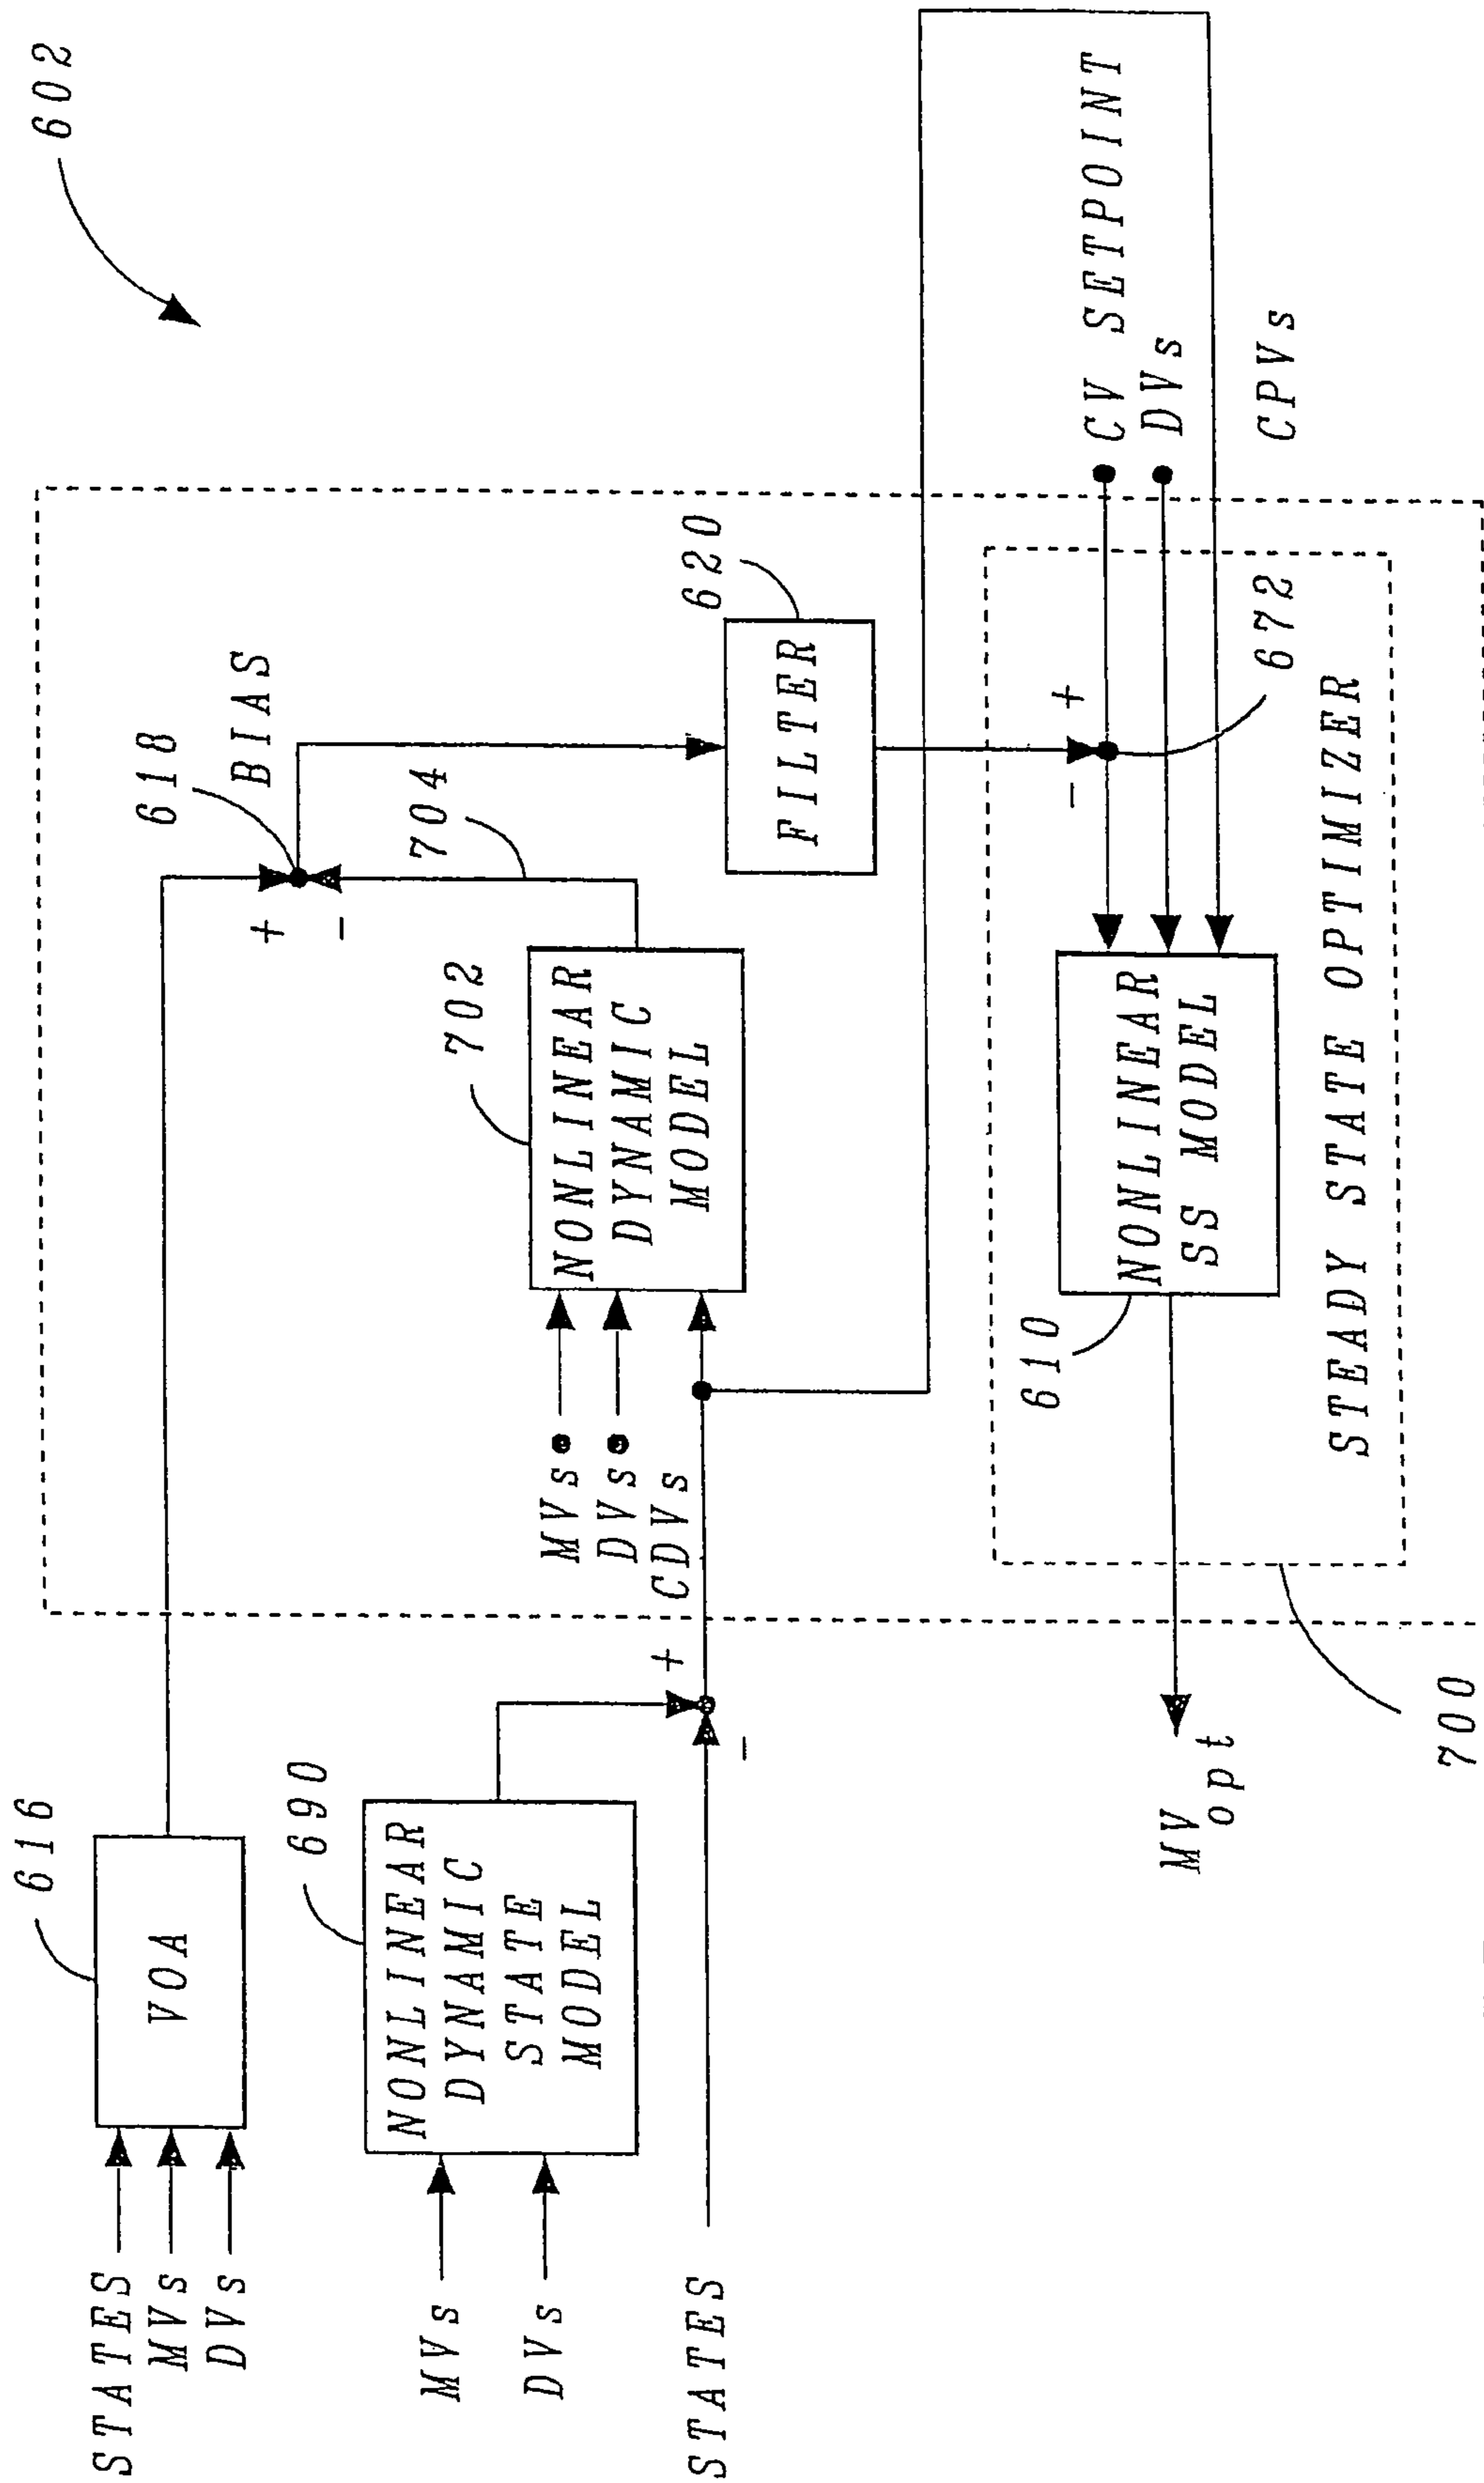 602
616
VOA
STATES
MVs
DVs
690
NONLINEAR
DYNAMIC
STATE
MODEL
MVs
DVs
STATES
+
-
618
BIAS
+
-
704
702
NONLINEAR
DYNAMIC
MODEL
MVs
DVs
CDVs
620
FILTER
+
-
CV SETPOINT
DVs
CPVs
672
610
NONLINEAR
SS MODEL
STEADY STATE OPTIMIZER
MV
opt
700